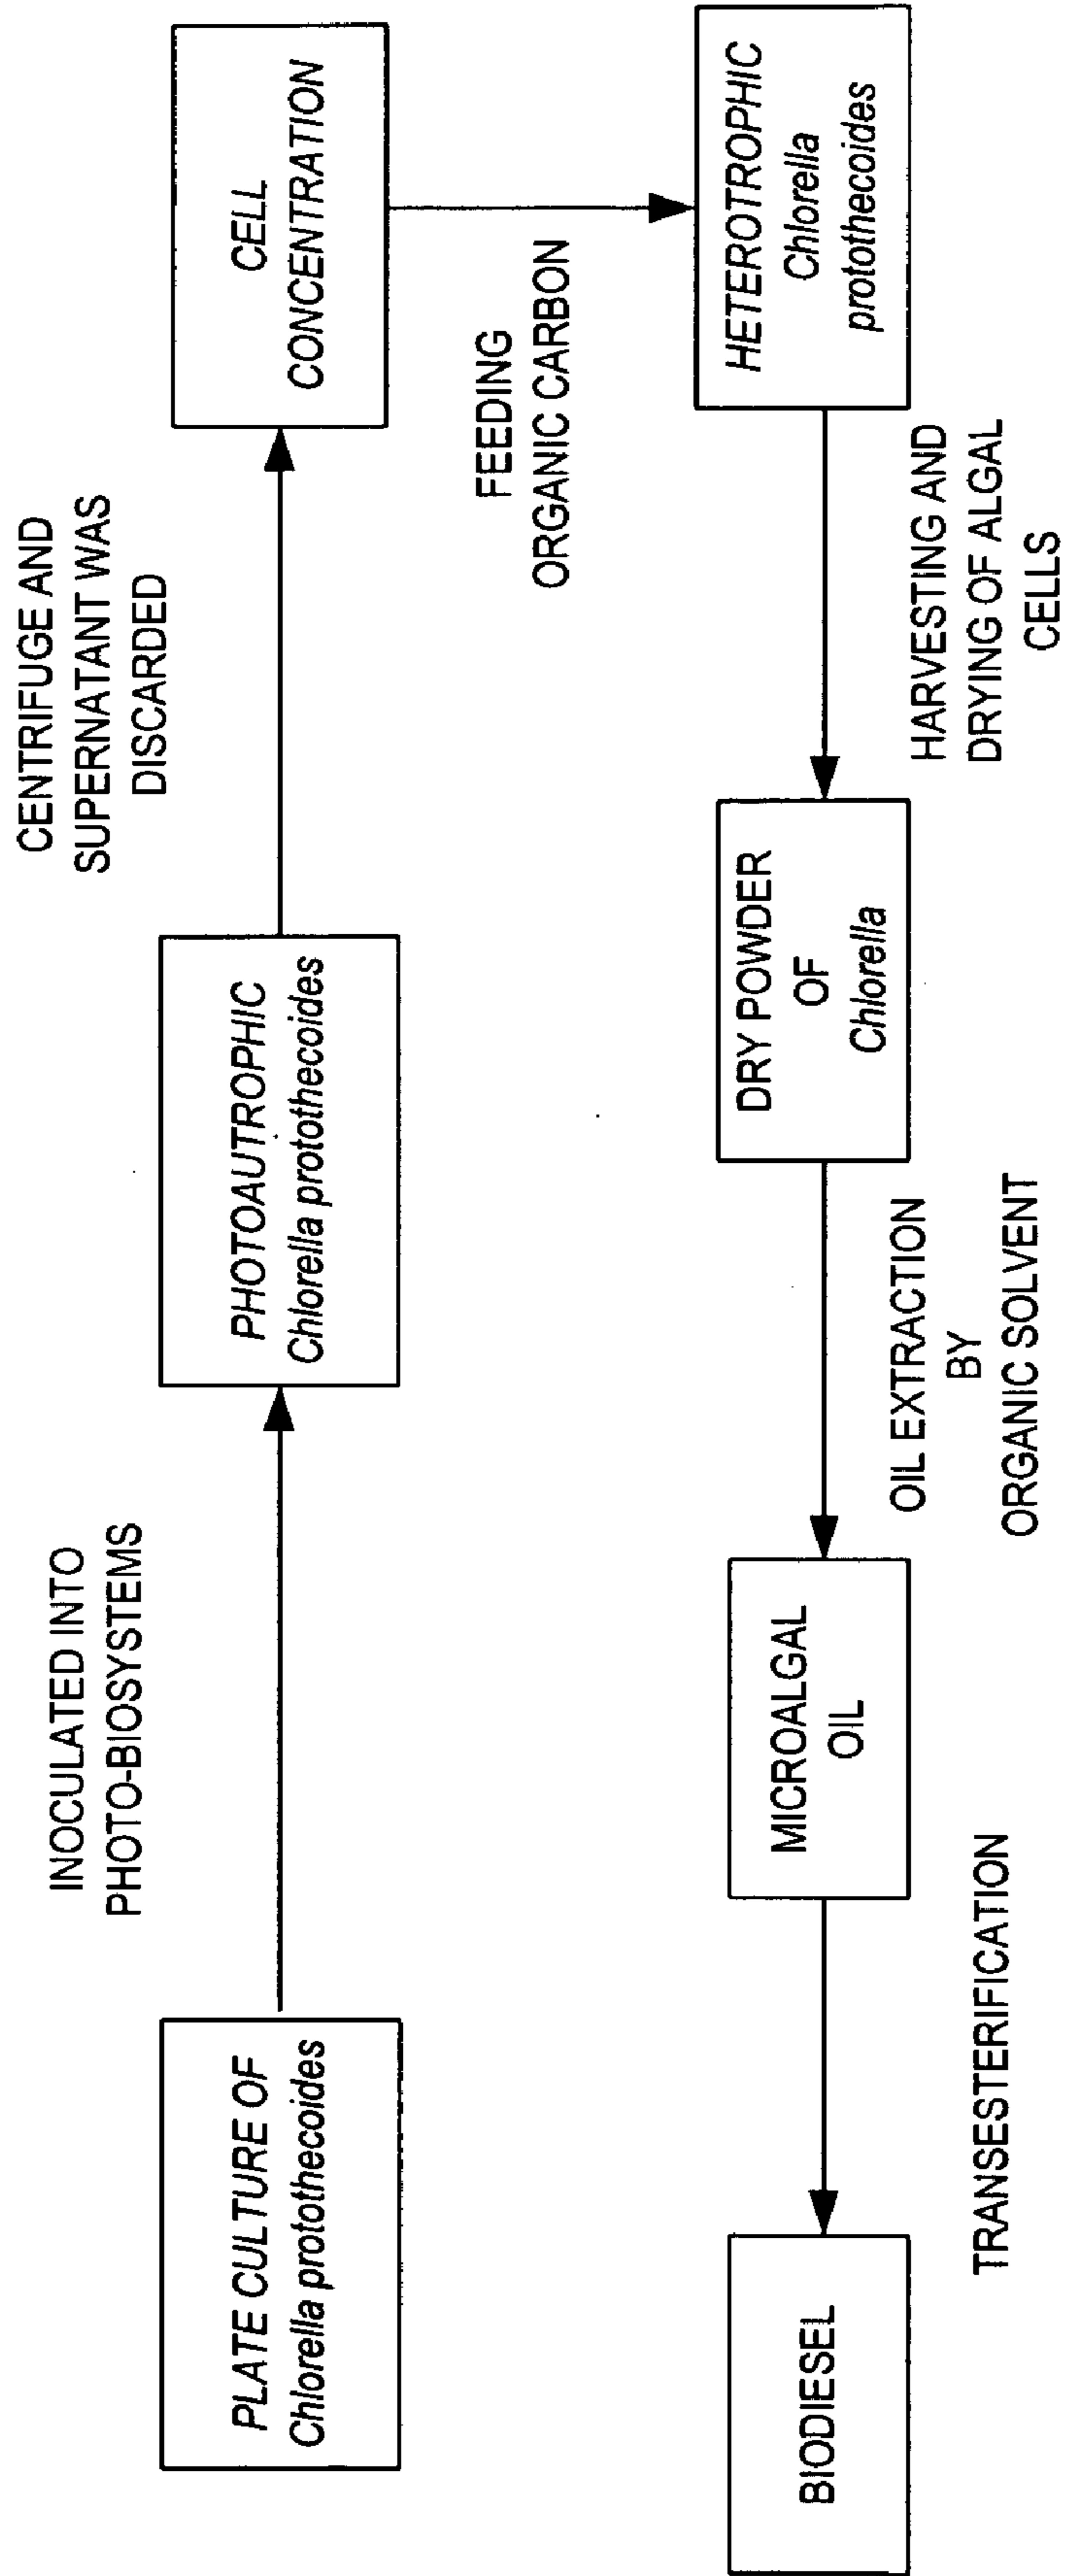 PLATE CULTURE OF
Chlorella protothecoides
INOCULATED INTO
PHOTO-BIOSYSTEMS
PHOTOAUTROPHIC
Chlorella protothecoides
CENTRIFUGE AND
SUPERNATANT WAS
DISCARDED
CELL
CONCENTRATION
FEEDING
ORGANIC CARBON
HETEROTROPHIC
Chlorella
protothecoides
HARVESTING AND
DRYING OF ALGAL
CELLS
DRY POWDER
OF
Chlorella
OIL EXTRACTION
BY
ORGANIC SOLVENT
MICROALGAL
OIL
TRANSESTERIFICATION
BIODIESEL